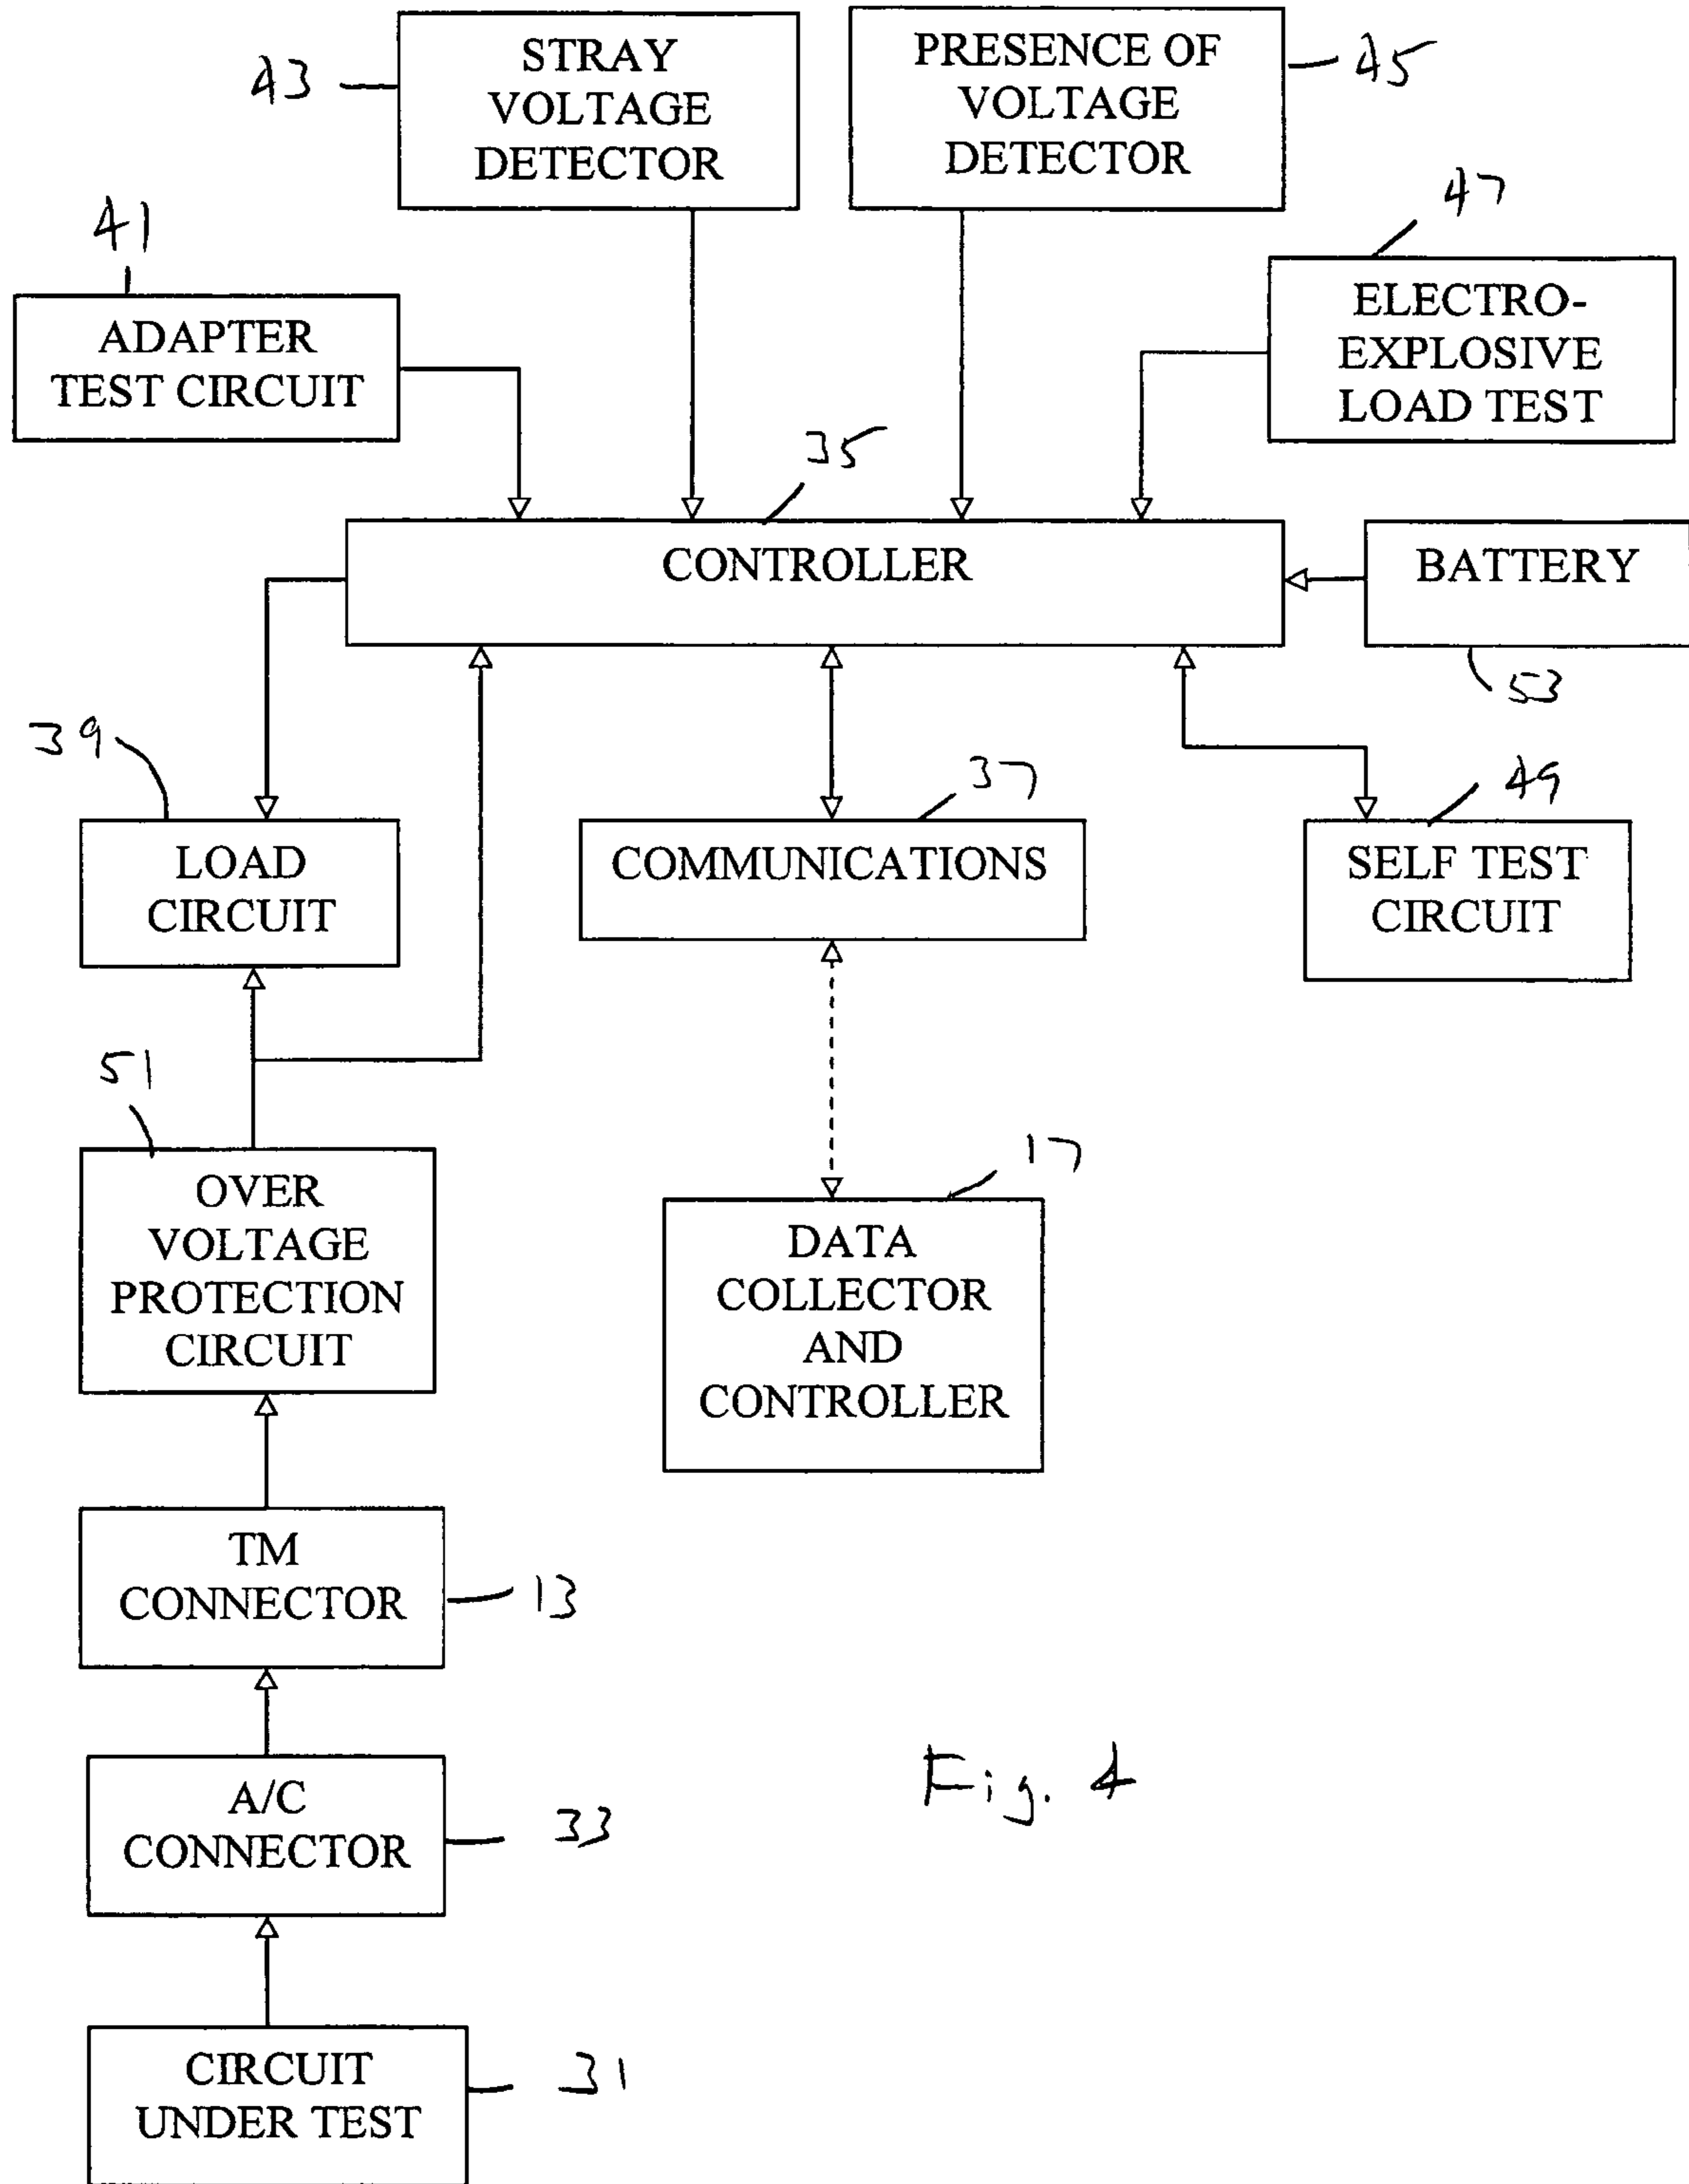 43
STRAY
VOLTAGE
DETECTOR
PRESENCE OF
VOLTAGE
DETECTOR
45
41
ADAPTER
TEST CIRCUIT
47
ELECTRO-
EXPLOSIVE
LOAD TEST
35
CONTROLLER
BATTERY
53
39
LOAD
CIRCUIT
37
COMMUNICATIONS
49
SELF TEST
CIRCUIT
51
OVER
VOLTAGE
PROTECTION
CIRCUIT
17
DATA
COLLECTOR
AND
CONTROLLER
TM
CONNECTOR
13
A/C
CONNECTOR
33
Fig. 4
CIRCUIT
UNDER TEST
31